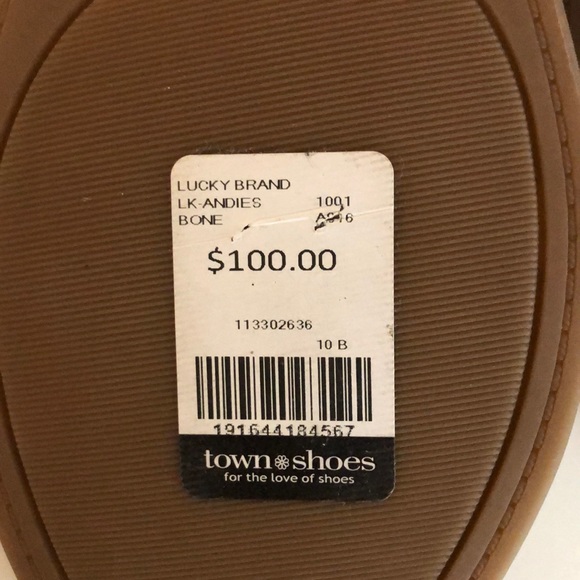 LUCKY BRAND
LK-ANDIES 1001
BONE
$100.00
113302636
10 B
191644184567
town shoes
for the love of shoes